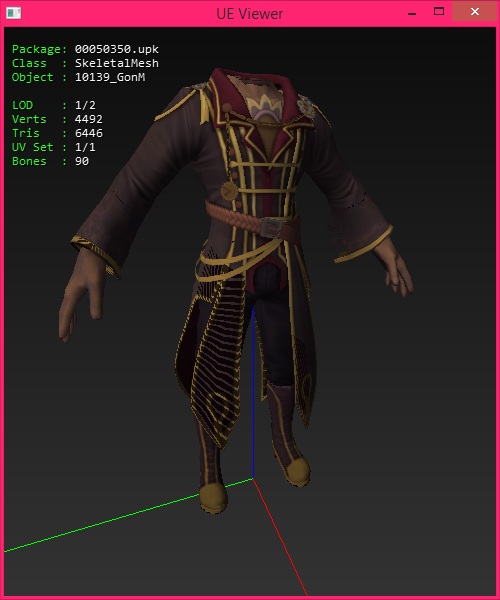 UE Viewer
Package: 00050350.upk
Class : SkeletalMesh
Object : 10139_GonM
LOD : 1/2
Verts : 4492
Tris : 6446
UV Set : 1/1
Bones : 90